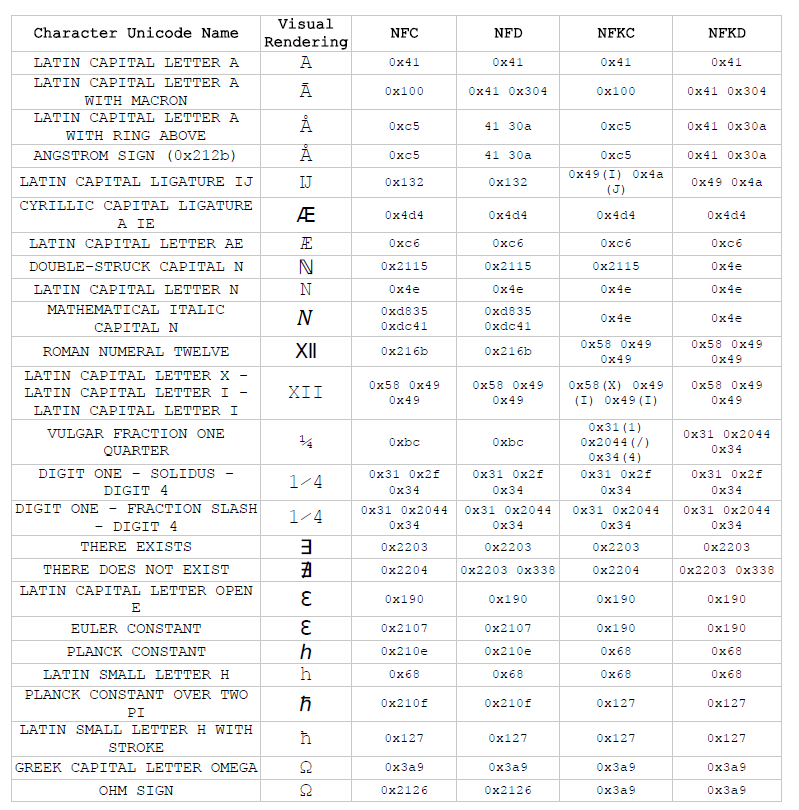 Character Unicode Name Visual Rendering NFC NFD NFKC NFKD
LATIN CAPITAL LETTER A A 0x41 0x41 0x41 0x41
LATIN CAPITAL LETTER A WITH MACRON Ā 0x100 0x41 0x304 0x100 0x41 0x304
LATIN CAPITAL LETTER A WITH RING ABOVE Å 0xc5 41 30a 0xc5 0x41 0x30a
ANGSTROM SIGN (0x212b) Å 0xc5 41 30a 0xc5 0x41 0x30a
LATIN CAPITAL LIGATURE IJ IJ 0x132 0x132 0x49(I) 0x4a (J) 0x49 0x4a
CYRILLIC CAPITAL LIGATURE A IE Ӕ 0x4d4 0x4d4 0x4d4 0x4d4
LATIN CAPITAL LETTER AE Æ 0xc6 0xc6 0xc6 0xc6
DOUBLE-STRUCK CAPITAL N ℕ 0x2115 0x2115 0x2115 0x4e
LATIN CAPITAL LETTER N N 0x4e 0x4e 0x4e 0x4e
MATHEMATICAL ITALIC CAPITAL N 𝑁 0xd835 0xdc41 0xd835 0xdc41 0x4e 0x4e
ROMAN NUMERAL TWELVE Ⅻ 0x216b 0x216b 0x58 0x49 0x49 0x58 0x49 0x49
LATIN CAPITAL LETTER X - LATIN CAPITAL LETTER I - LATIN CAPITAL LETTER I XII 0x58 0x49 0x49 0x58 0x49 0x49 0x58(X) 0x49 (I) 0x49(I) 0x58 0x49 0x49
VULGAR FRACTION ONE QUARTER ¼ 0xbc 0xbc 0x31(1) 0x2044(/) 0x34(4) 0x31 0x2044 0x34
DIGIT ONE - SOLIDUS - DIGIT 4 1/4 0x31 0x2f 0x34 0x31 0x2f 0x34 0x31 0x2f 0x34 0x31 0x2f 0x34
DIGIT ONE - FRACTION SLASH - DIGIT 4 1⁄4 0x31 0x2044 0x34 0x31 0x2044 0x34 0x31 0x2044 0x34 0x31 0x2044 0x34
THERE EXISTS ∃ 0x2203 0x2203 0x2203 0x2203
THERE DOES NOT EXIST ∄ 0x2204 0x2203 0x338 0x2204 0x2203 0x338
LATIN CAPITAL LETTER OPEN E Ɛ 0x190 0x190 0x190 0x190
EULER CONSTANT ℇ 0x2107 0x2107 0x190 0x190
PLANCK CONSTANT ℎ 0x210e 0x210e 0x68 0x68
LATIN SMALL LETTER H h 0x68 0x68 0x68 0x68
PLANCK CONSTANT OVER TWO PI ℏ 0x210f 0x210f 0x127 0x127
LATIN SMALL LETTER H WITH STROKE ħ 0x127 0x127 0x127 0x127
GREEK CAPITAL LETTER OMEGA Ω 0x3a9 0x3a9 0x3a9 0x3a9
OHM SIGN Ω 0x2126 0x2126 0x3a9 0x3a9